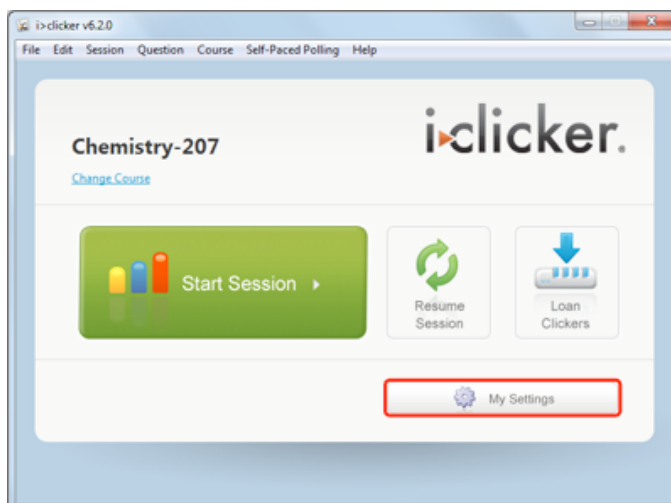 i>clicker v6.2.0
File Edit Session Question Course Self-Paced Polling Help
i>clicker.
Chemistry-207
Change Course
Start Session
Resume
Session
Loan
Clickers
My Settings